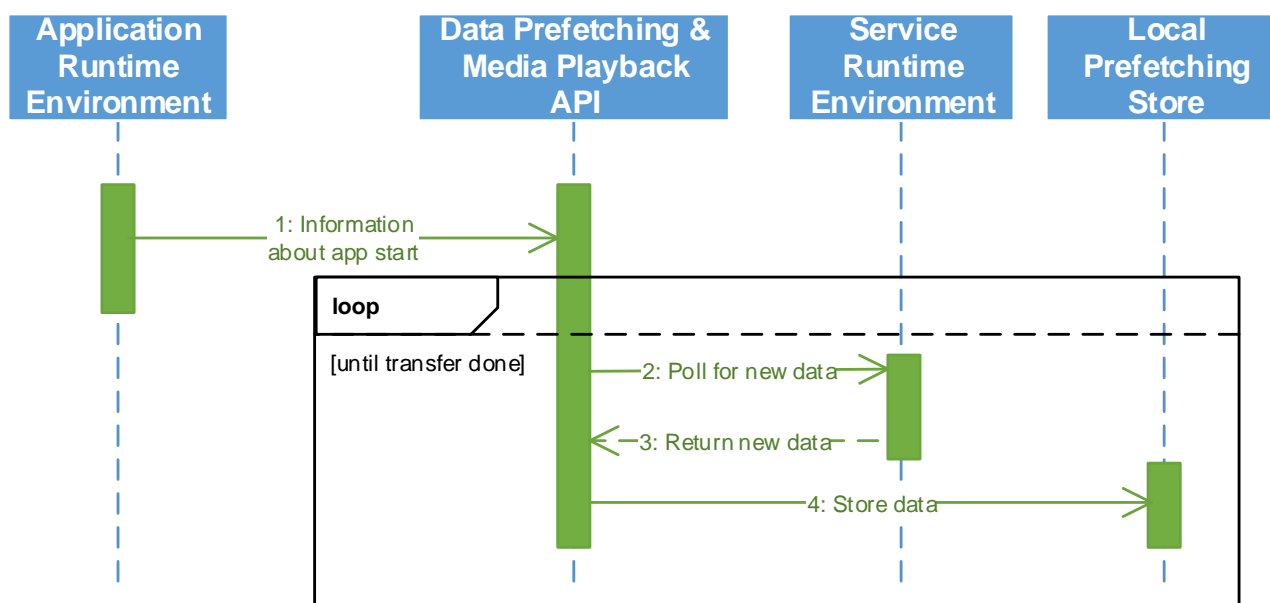 Application
Runtime
Environment
Data Prefetching &
Media Playback
API
Service
Runtime
Environment
Local
Prefetching
Store
1: Information
about app start
loop
[until transfer done]
2: Poll for new data
3: Return new data
4: Store data